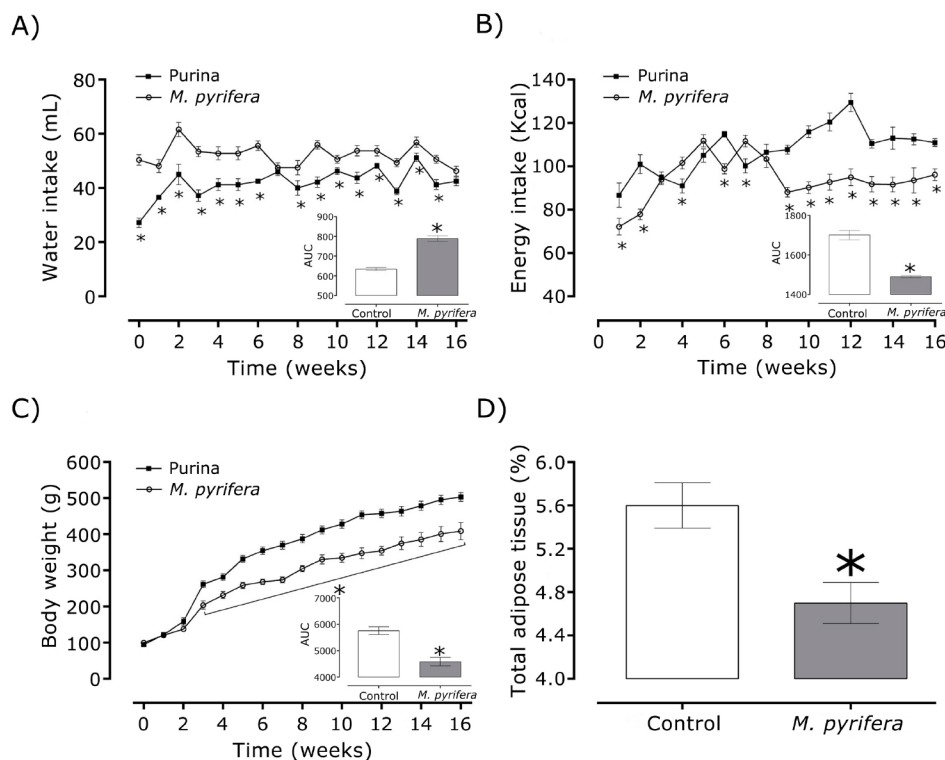 A)
Purina
M. pyrifera
Water intake (mL)
80
60
40
20
0
* * * * * * * * * * * * * *
AUC
900
800
700
600
500
*
Control M. pyrifera
0 2 4 6 8 10 12 14 16
Time (weeks)
B)
Purina
M. pyrifera
Energy intake (Kcal)
140
120
100
80
60
40
* * * * * * * * * * * * *
AUC
1800
1600
1400
*
Control M. pyrifera
0 2 4 6 8 10 12 14 16
Time (weeks)
C)
Purina
M. pyrifera
Body weight (g)
600
500
400
300
200
100
0
*
AUC
7000
6000
5000
4000
*
Control M. pyrifera
0 2 4 6 8 10 12 14 16
Time (weeks)
D)
Total adipose tissue (%)
6.0
5.6
5.2
4.8
4.4
4.0
*
Control M. pyrifera